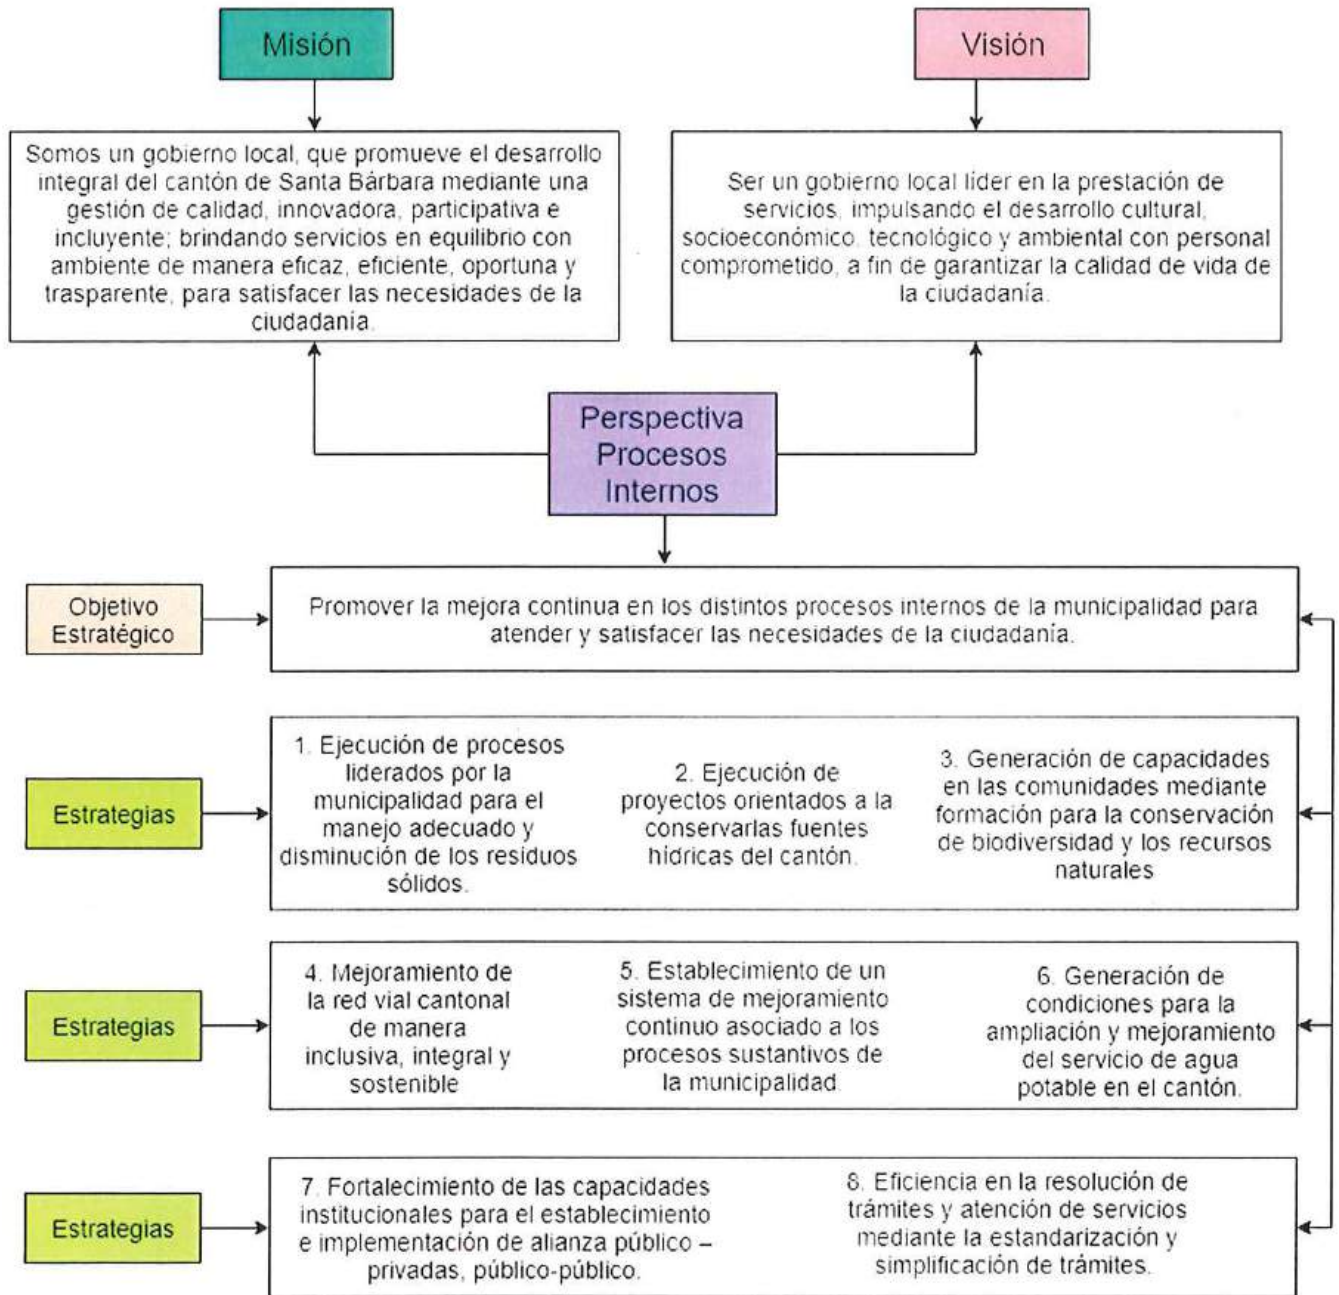 Misión
Visión
Somos un gobierno local, que promueve el desarrollo
integral del cantón de Santa Bárbara mediante una
gestión de calidad, innovadora, participativa e
incluyente; brindando servicios en equilibrio con
ambiente de manera eficaz, eficiente, oportuna y
trasparente, para satisfacer las necesidades de la
ciudadanía.
Ser un gobierno local líder en la prestación de
servicios, impulsando el desarrollo cultural,
socioeconómico, tecnológico y ambiental con personal
comprometido, a fin de garantizar la calidad de vida de
la ciudadanía.
Perspectiva
Procesos
Internos
Objetivo
Estratégico
Promover la mejora continua en los distintos procesos internos de la municipalidad para
atender y satisfacer las necesidades de la ciudadanía.
Estrategias
1. Ejecución de procesos
liderados por la
municipalidad para el
manejo adecuado y
disminución de los residuos
sólidos.
2. Ejecución de
proyectos orientados a la
conservarlas fuentes
hídricas del cantón.
3. Generación de capacidades
en las comunidades mediante
formación para la conservación
de biodiversidad y los recursos
naturales
Estrategias
4. Mejoramiento de
la red vial cantonal
de manera
inclusiva, integral y
sostenible
5. Establecimiento de un
sistema de mejoramiento
continuo asociado a los
procesos sustantivos de
la municipalidad.
6. Generación de
condiciones para la
ampliación y mejoramiento
del servicio de agua
potable en el cantón.
Estrategias
7. Fortalecimiento de las capacidades
institucionales para el establecimiento
e implementación de alianza público –
privadas, público-público.
8. Eficiencia en la resolución de
trámites y atención de servicios
mediante la estandarización y
simplificación de trámites.